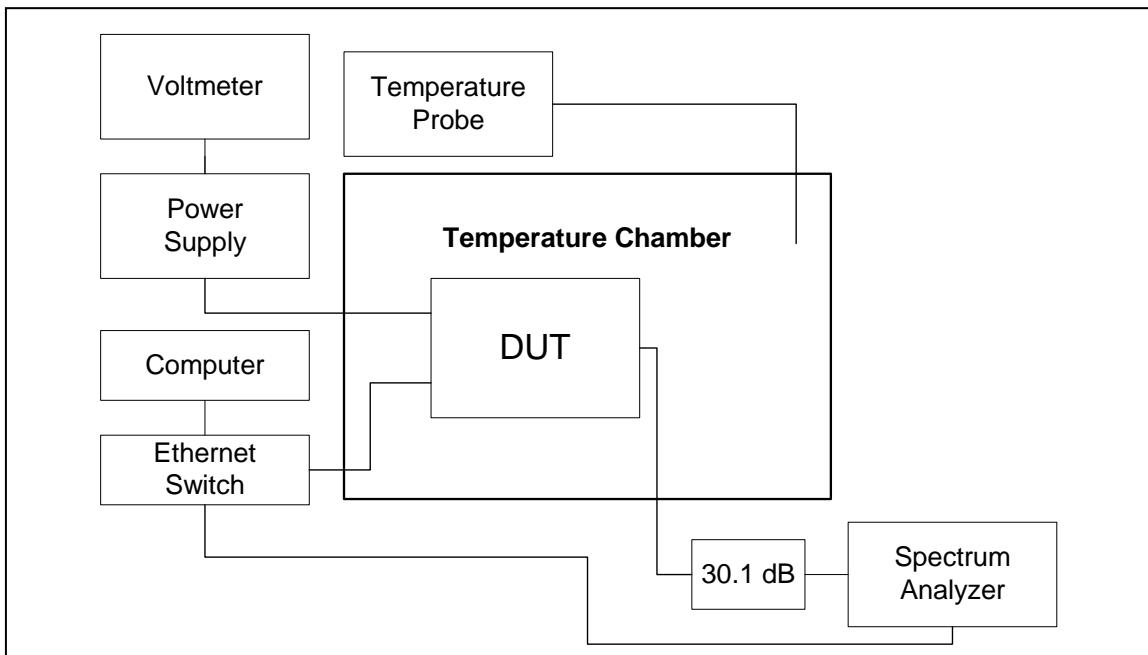 Voltmeter
Temperature
Probe
Power
Supply
Temperature Chamber
DUT
Computer
Ethernet
Switch
30.1 dB
Spectrum
Analyzer